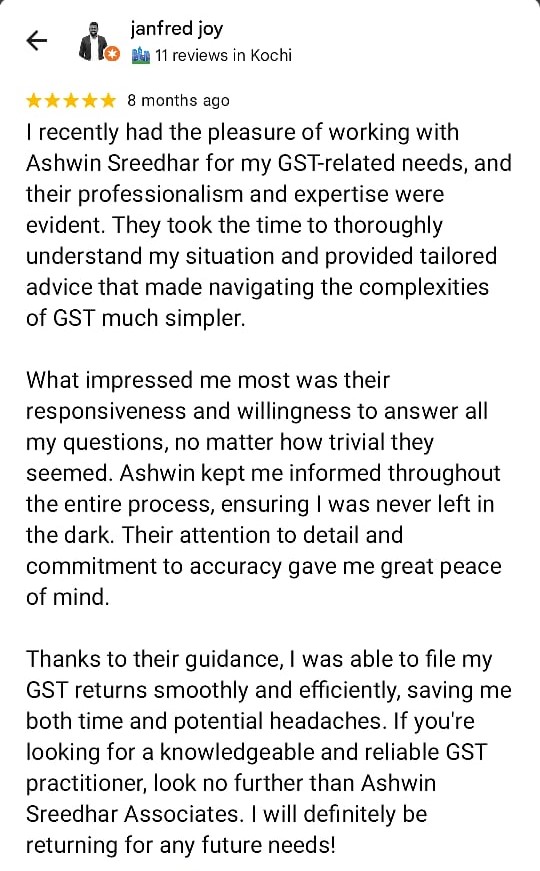 janfred joy
11 reviews in Kochi
8 months ago
I recently had the pleasure of working with
Ashwin Sreedhar for my GST-related needs, and
their professionalism and expertise were
evident. They took the time to thoroughly
understand my situation and provided tailored
advice that made navigating the complexities
of GST much simpler.
What impressed me most was their
responsiveness and willingness to answer all
my questions, no matter how trivial they
seemed. Ashwin kept me informed throughout
the entire process, ensuring I was never left in
the dark. Their attention to detail and
commitment to accuracy gave me great peace
of mind.
Thanks to their guidance, I was able to file my
GST returns smoothly and efficiently, saving me
both time and potential headaches. If you're
looking for a knowledgeable and reliable GST
practitioner, look no further than Ashwin
Sreedhar Associates. I will definitely be
returning for any future needs!